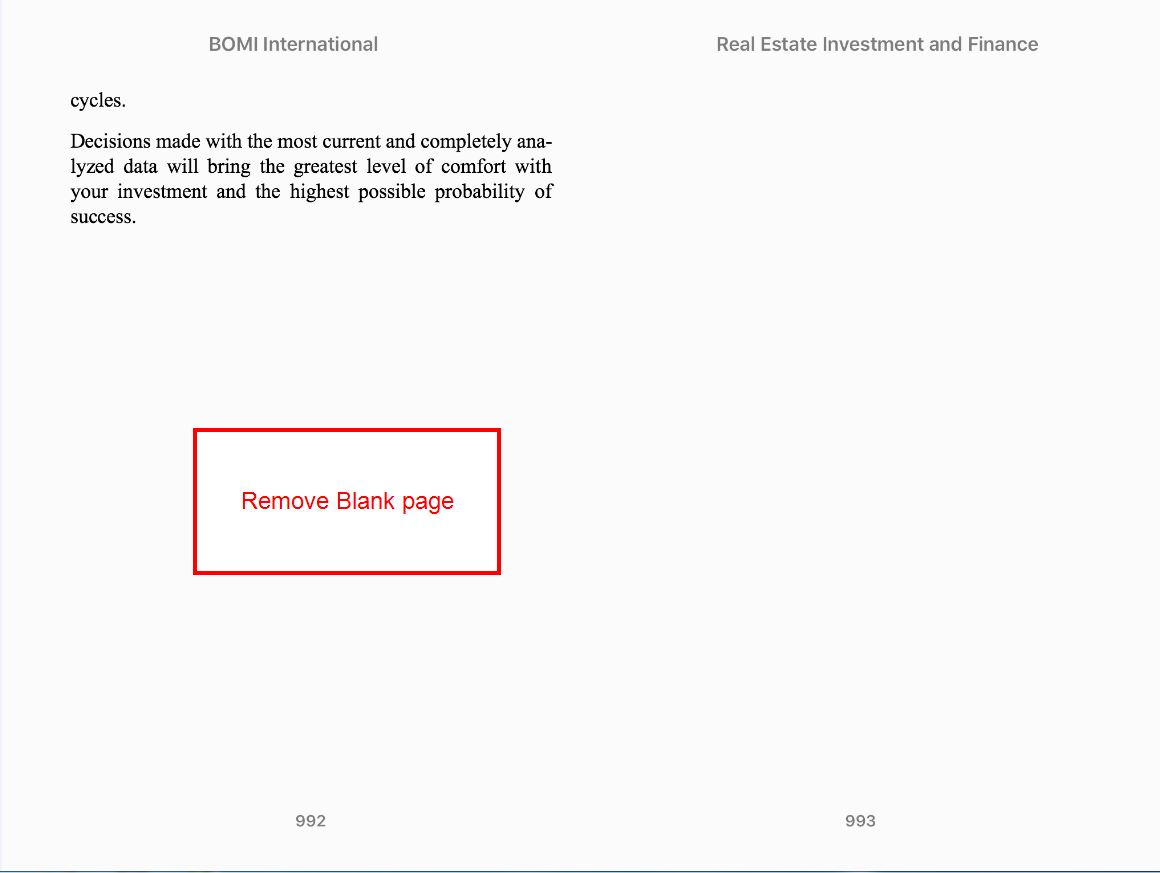 BOMI International
cycles.
Decisions made with the most current and completely ana-
lyzed data will bring the greatest level of comfort with
your investment and the highest possible probability of
success.
Remove Blank page
992
Real Estate Investment and Finance
993